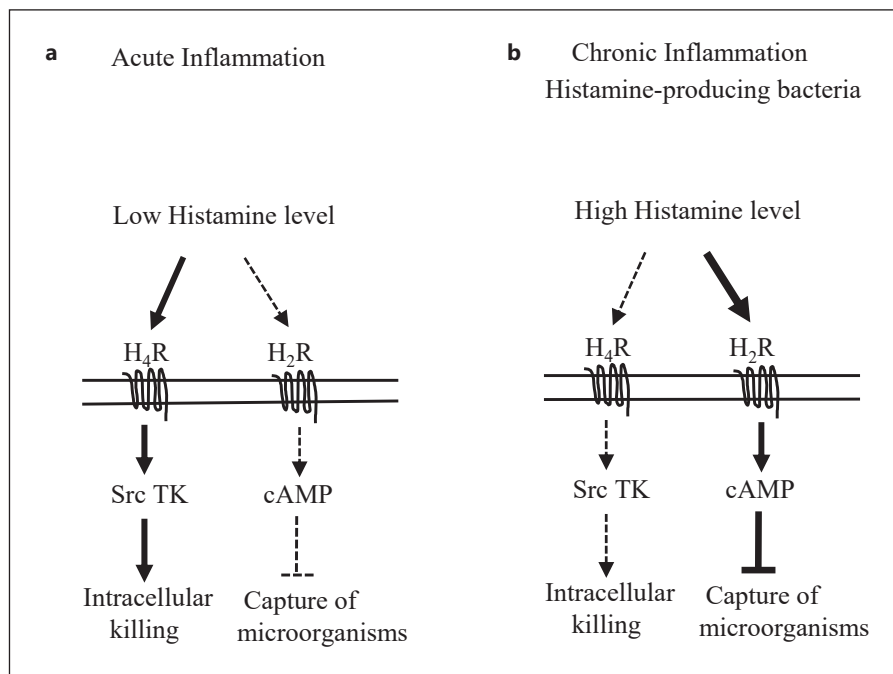 a Acute Inflammation
Low Histamine level
H₄R H₂R
Src TK cAMP
Intracellular
killing
Capture of
microorganisms
b Chronic Inflammation
Histamine-producing bacteria
High Histamine level
H₄R H₂R
Src TK cAMP
Intracellular
killing
Capture of
microorganisms